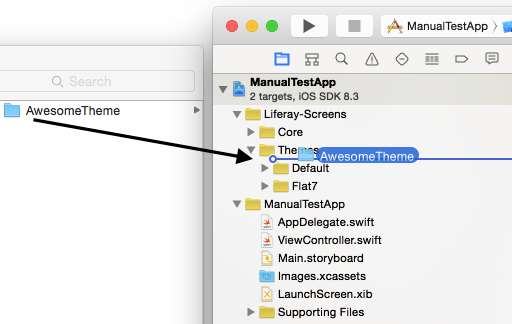 Search
AwesomeTheme
ManualTestApp
ManualTestApp
2 targets, iOS SDK 8.3
Liferay-Screens
Core
Themes
AwesomeTheme
Default
Flat7
ManualTestApp
AppDelegate.swift
ViewController.swift
Main.storyboard
Images.xcassets
LaunchScreen.xib
Supporting Files